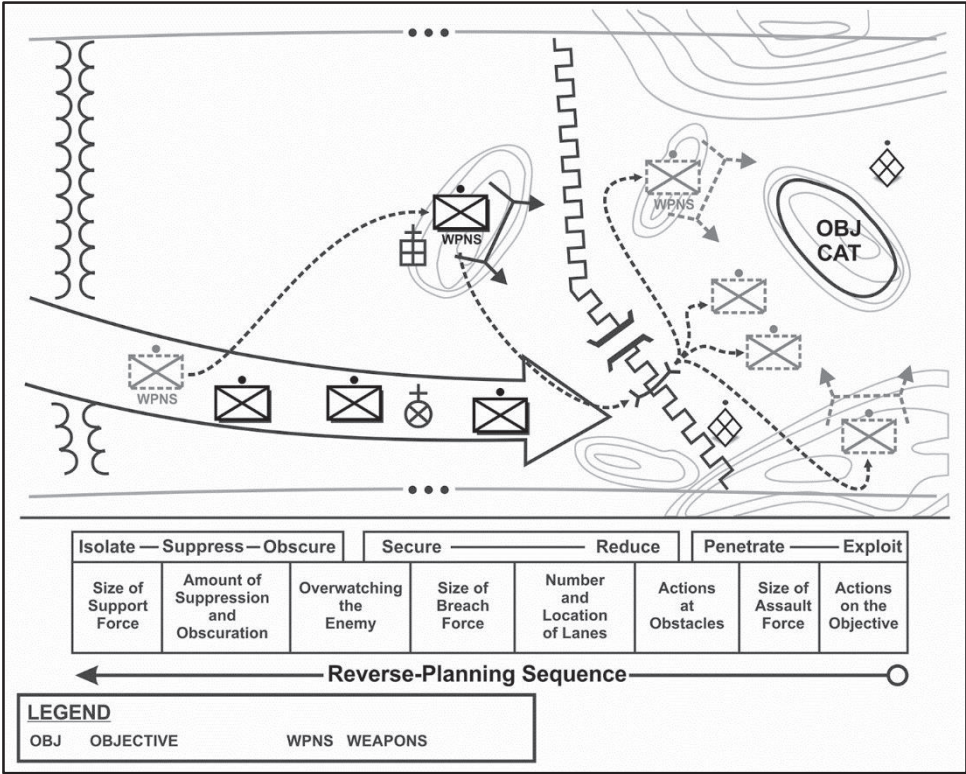 WPNS
WPNS
WPNS
OBJ
CAT
Isolate — Suppress — Obscure
Secure ——— Reduce
Penetrate —— Exploit
Size of
Support
Force
Amount of
Suppression
and
Obscuration
Overwatching
the
Enemy
Size of
Breach
Force
Number
and
Location
of Lanes
Actions
at
Obstacles
Size of
Assault
Force
Actions
on the
Objective
Reverse-Planning Sequence
LEGEND
OBJ OBJECTIVE WPNS WEAPONS